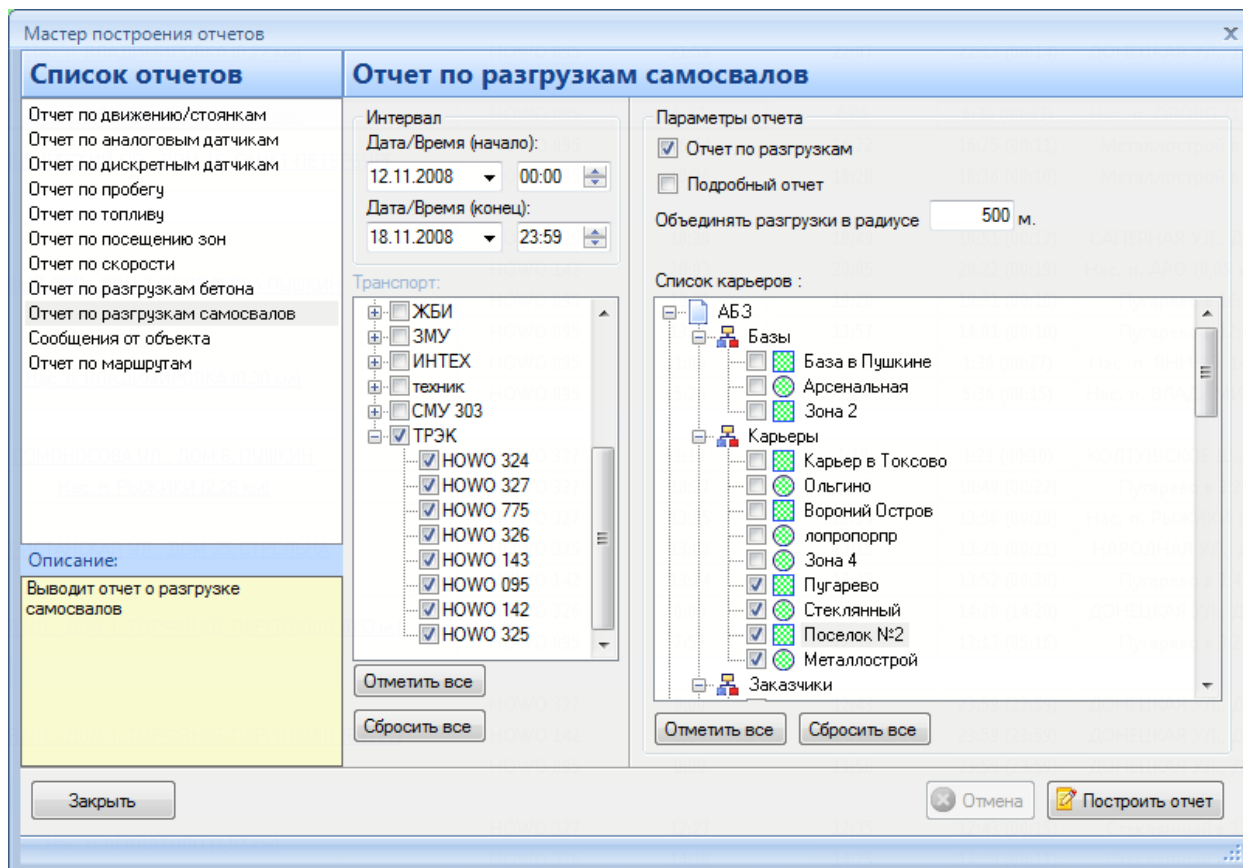 Мастер построения отчетов
x
Список отчетов
Отчет по движению/стоянкам
Отчет по аналоговым датчикам
Отчет по дискретным датчикам
Отчет по пробегу
Отчет по топливу
Отчет по посещению зон
Отчет по скорости
Отчет по разгрузкам бетона
Отчет по разгрузкам самосвалов
Сообщения от объекта
Отчет по маршрутам
Описание:
Выводит отчет о разгрузке
самосвалов
Отчет по разгрузкам самосвалов
Интервал
Дата/Время (начало):
12.11.2008 00:00
Дата/Время (конец):
18.11.2008 23:59
Транспорт:
ЖБИ
ЗМУ
ИНТЕХ
техник
СМУ 303
ТРЭК
HOWO 324
HOWO 327
HOWO 775
HOWO 326
HOWO 143
HOWO 095
HOWO 142
HOWO 325
Отметить все
Сбросить все
Параметры отчета
Отчет по разгрузкам
Подробный отчет
Объединять разгрузки в радиусе 500 м.
Список карьеров :
АБЗ
Базы
База в Пушкине
Арсенальная
Зона 2
Карьеры
Карьер в Токсово
Ольгино
Вороний Остров
лопропорпр
Зона 4
Пугарево
Стеклянный
Поселок №2
Металлострой
Заказчики
Отметить все Сбросить все
Закрыть
Отмена
Построить отчет